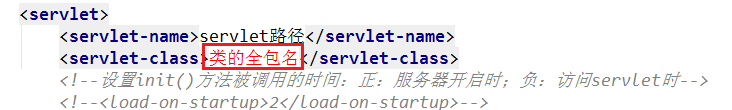 <servlet>
<servlet-name>servlet路径</servlet-name>
<servlet-class>类的全包名</servlet-class>
<!--设置init()方法被调用的时间：正：服务器开启时；负：访问servlet时-->
<!--<load-on-startup>2</load-on-startup>-->